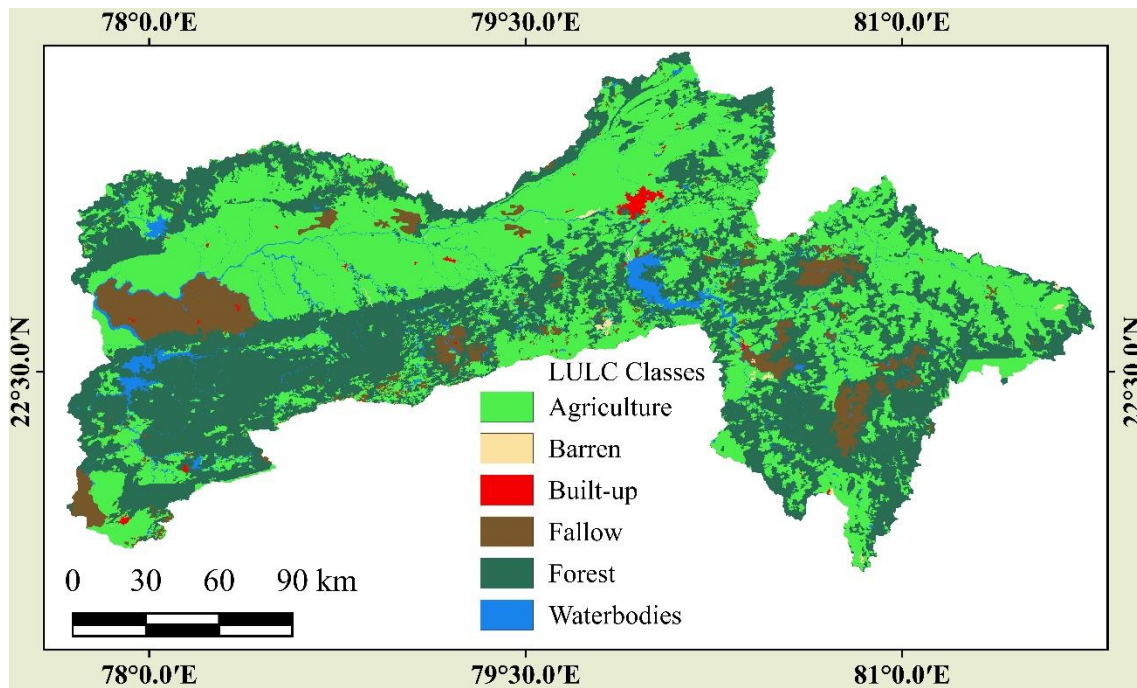 78°0.0′E 79°30.0′E 81°0.0′E
22°30.0′N
22°30.0′N
LULC Classes
Agriculture
Barren
Built-up
Fallow
Forest
Waterbodies
0 30 60 90 km
78°0.0′E 79°30.0′E 81°0.0′E